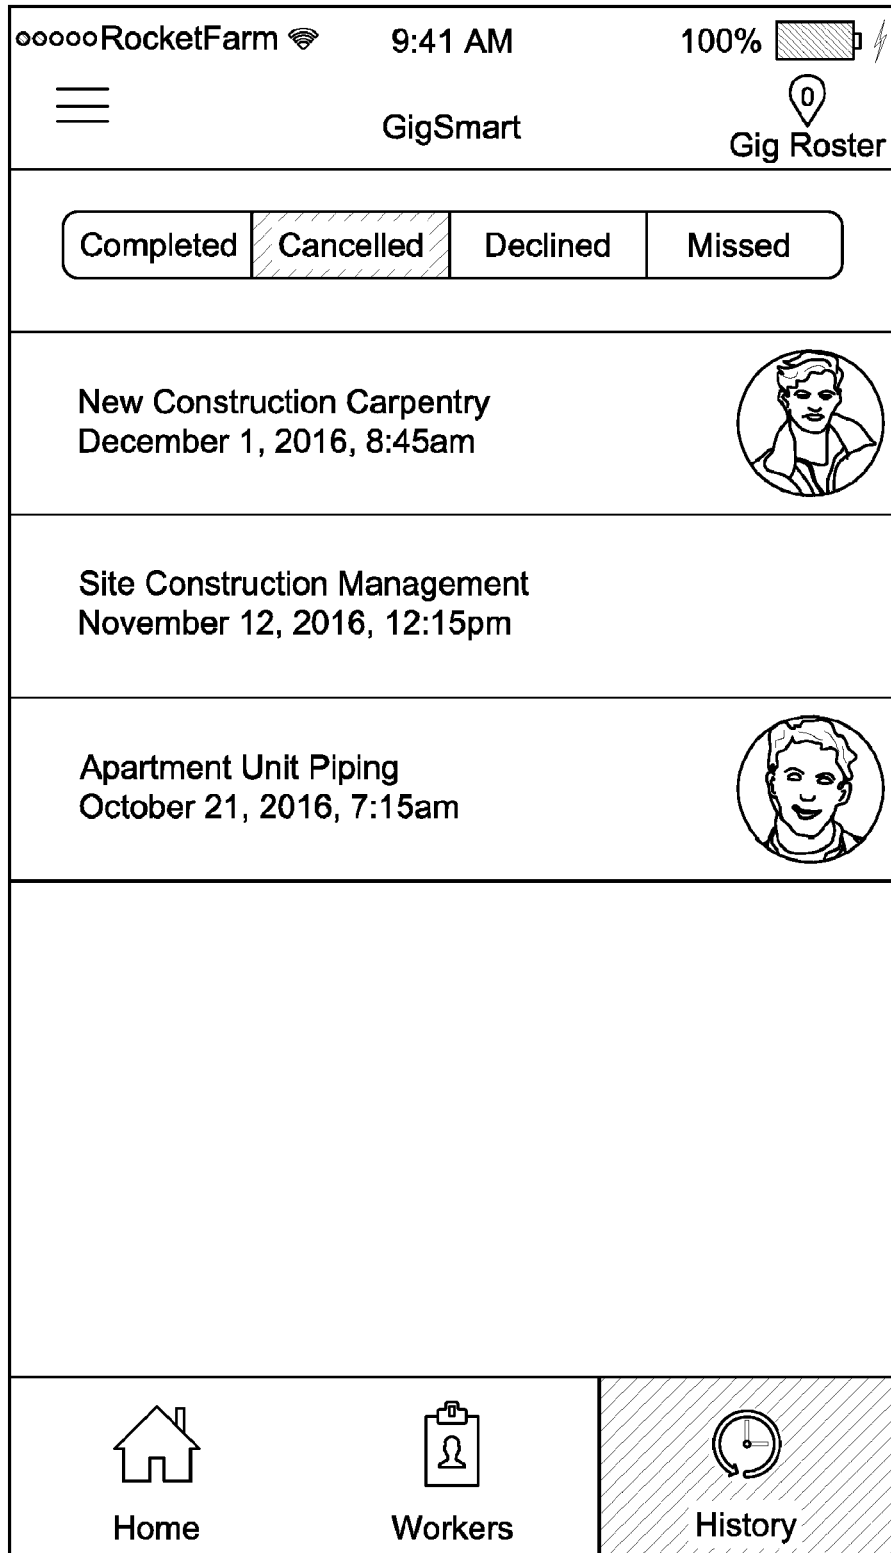 ooooo RocketFarm 9:41 AM 100%
0
GigSmart
Gig Roster
Completed Cancelled Declined Missed
New Construction Carpentry
December 1, 2016, 8:45am
Site Construction Management
November 12, 2016, 12:15pm
Apartment Unit Piping
October 21, 2016, 7:15am
Home Workers History